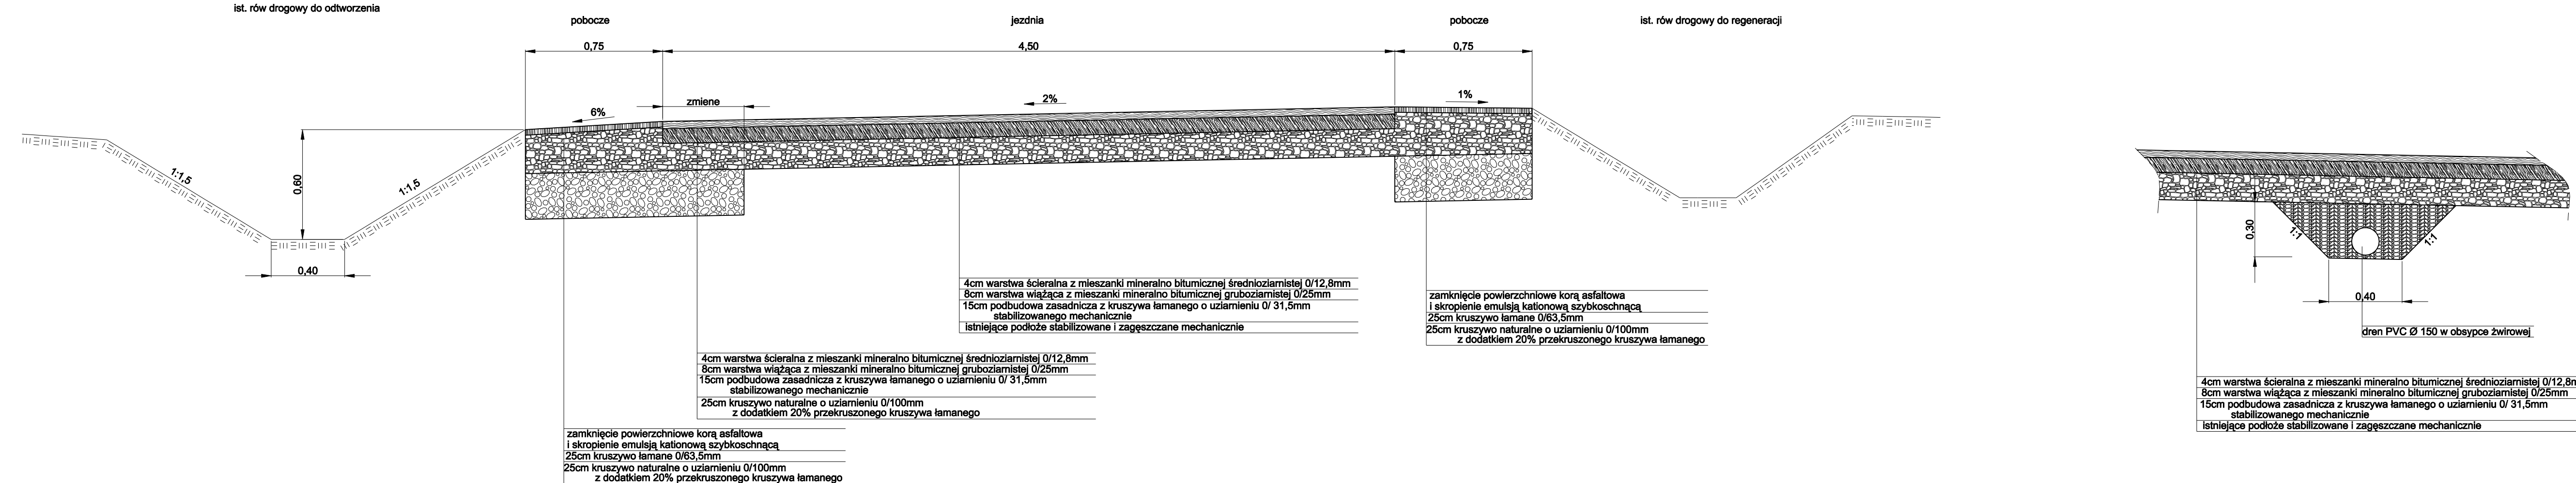 ist. rów drogowy do odtworzenia
pobocze
jezdnia
pobocze
ist. rów drogowy do regeneracji
0,75
4,50
0,75
zmiene
6%
2%
1%
1:1,5
0,60
1:1,5
0,40
4cm warstwa ścieralna z mieszanki mineralno bitumicznej średnioziarnistej 0/12,8mm
8cm warstwa wiążąca z mieszanki mineralno bitumicznej gruboziarnistej 0/25mm
15cm podbudowa zasadnicza z kruszywa łamanego o uziarnieniu 0/ 31,5mm
stabilizowanego mechanicznie
istniejące podłoże stabilizowane i zagęszczane mechanicznie
zamknięcie powierzchniowe korą asfaltowa
i skropienie emulsją kationową szybkoschnącą
25cm kruszywo łamane 0/63,5mm
25cm kruszywo naturalne o uziarnieniu 0/100mm
z dodatkiem 20% przekruszonego kruszywa łamanego
4cm warstwa ścieralna z mieszanki mineralno bitumicznej średnioziarnistej 0/12,8mm
8cm warstwa wiążąca z mieszanki mineralno bitumicznej gruboziarnistej 0/25mm
15cm podbudowa zasadnicza z kruszywa łamanego o uziarnieniu 0/ 31,5mm
stabilizowanego mechanicznie
25cm kruszywo naturalne o uziarnieniu 0/100mm
z dodatkiem 20% przekruszonego kruszywa łamanego
zamknięcie powierzchniowe korą asfaltowa
i skropienie emulsją kationową szybkoschnącą
25cm kruszywo łamane 0/63,5mm
25cm kruszywo naturalne o uziarnieniu 0/100mm
z dodatkiem 20% przekruszonego kruszywa łamanego
0,30
1:1
1:1
0,40
dren PVC Ø 150 w obsypce żwirowej
4cm warstwa ścieralna z mieszanki mineralno bitumicznej średnioziarnistej 0/12,8m
8cm warstwa wiążąca z mieszanki mineralno bitumicznej gruboziarnistej 0/25mm
15cm podbudowa zasadnicza z kruszywa łamanego o uziarnieniu 0/ 31,5mm
stabilizowanego mechanicznie
istniejące podłoże stabilizowane i zagęszczane mechanicznie